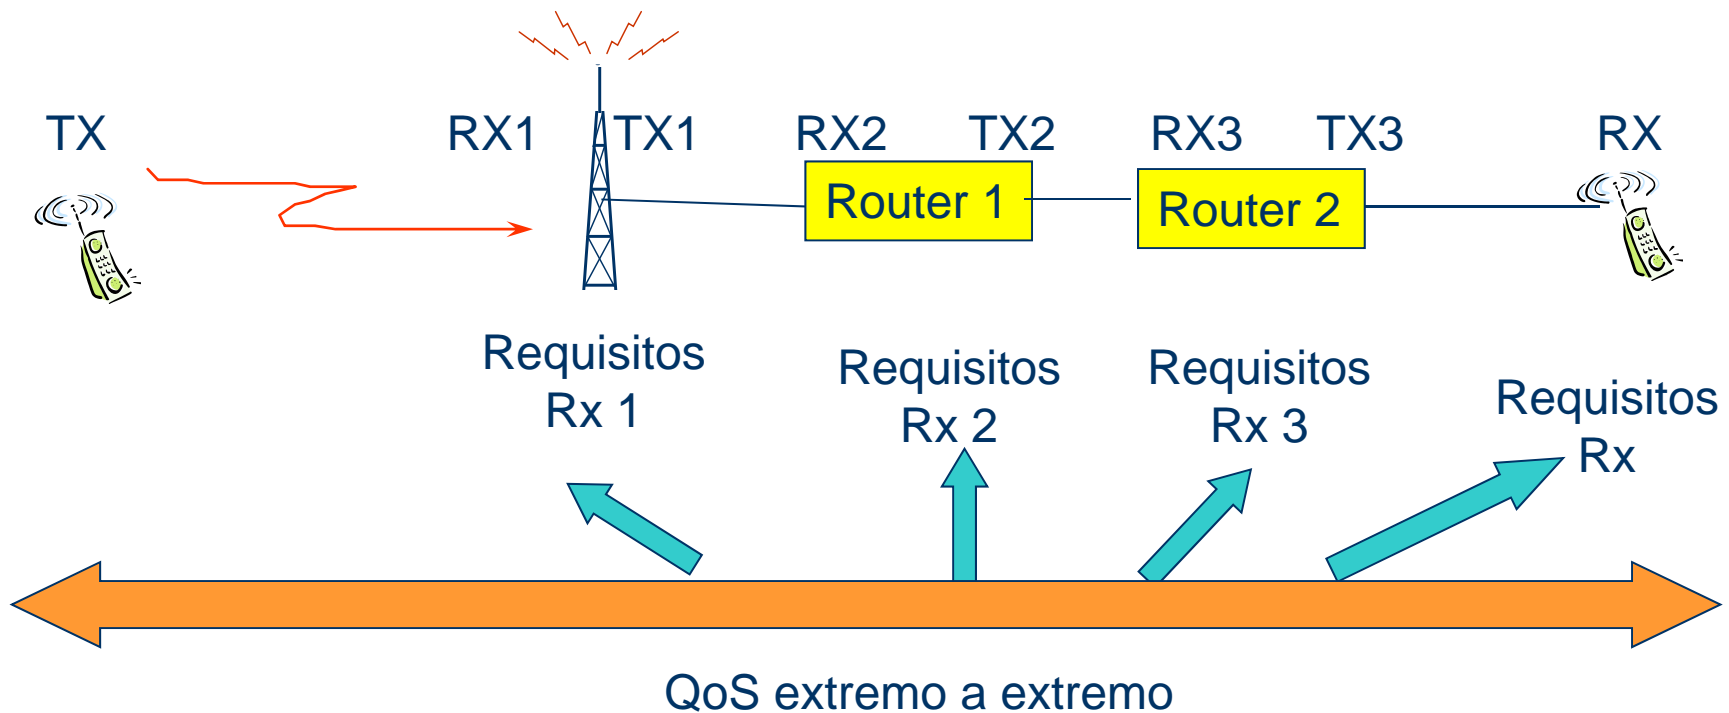 TX RX1 TX1 RX2 TX2 RX3 TX3 RX
Router 1 Router 2
Requisitos
Rx 1
Requisitos
Rx 2
Requisitos
Rx 3
Requisitos
Rx
QoS extremo a extremo